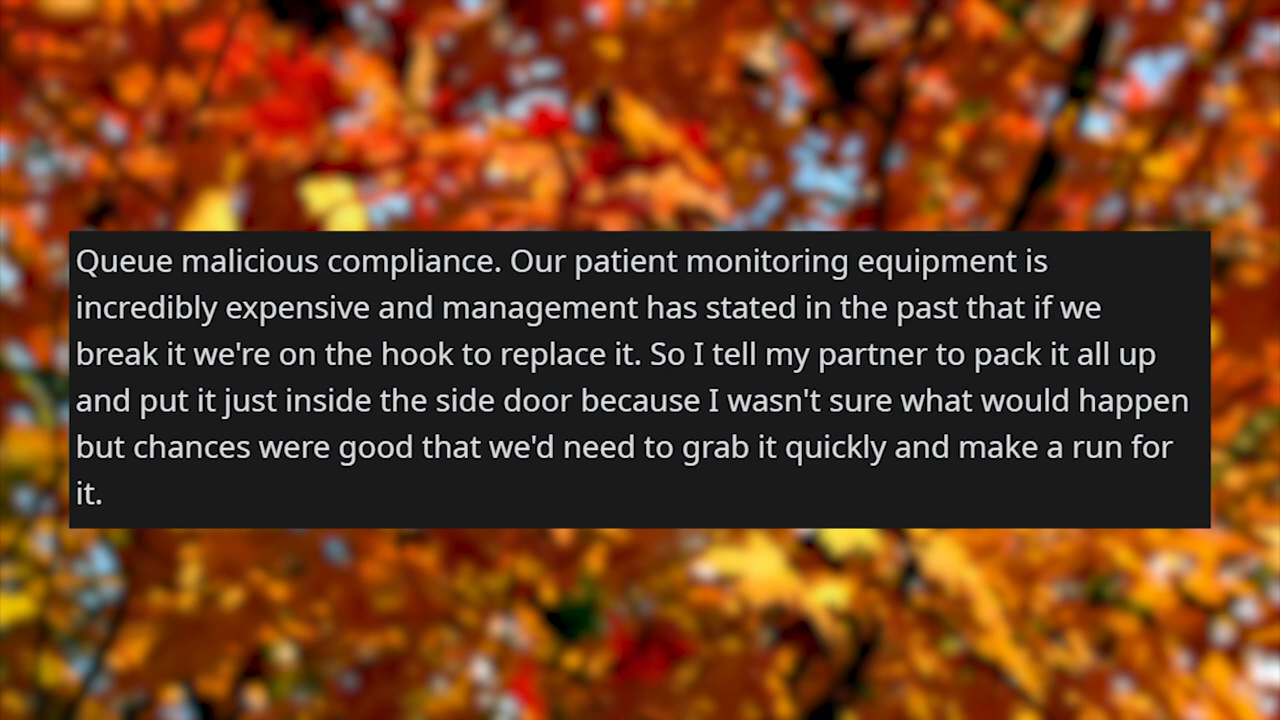 Queue malicious compliance. Our patient monitoring equipment is
incredibly expensive and management has stated in the past that if we
break it we're on the hook to replace it. So I tell my partner to pack it all up
and put it just inside the side door because I wasn't sure what would happen
but chances were good that we'd need to grab it quickly and make a run for
it.